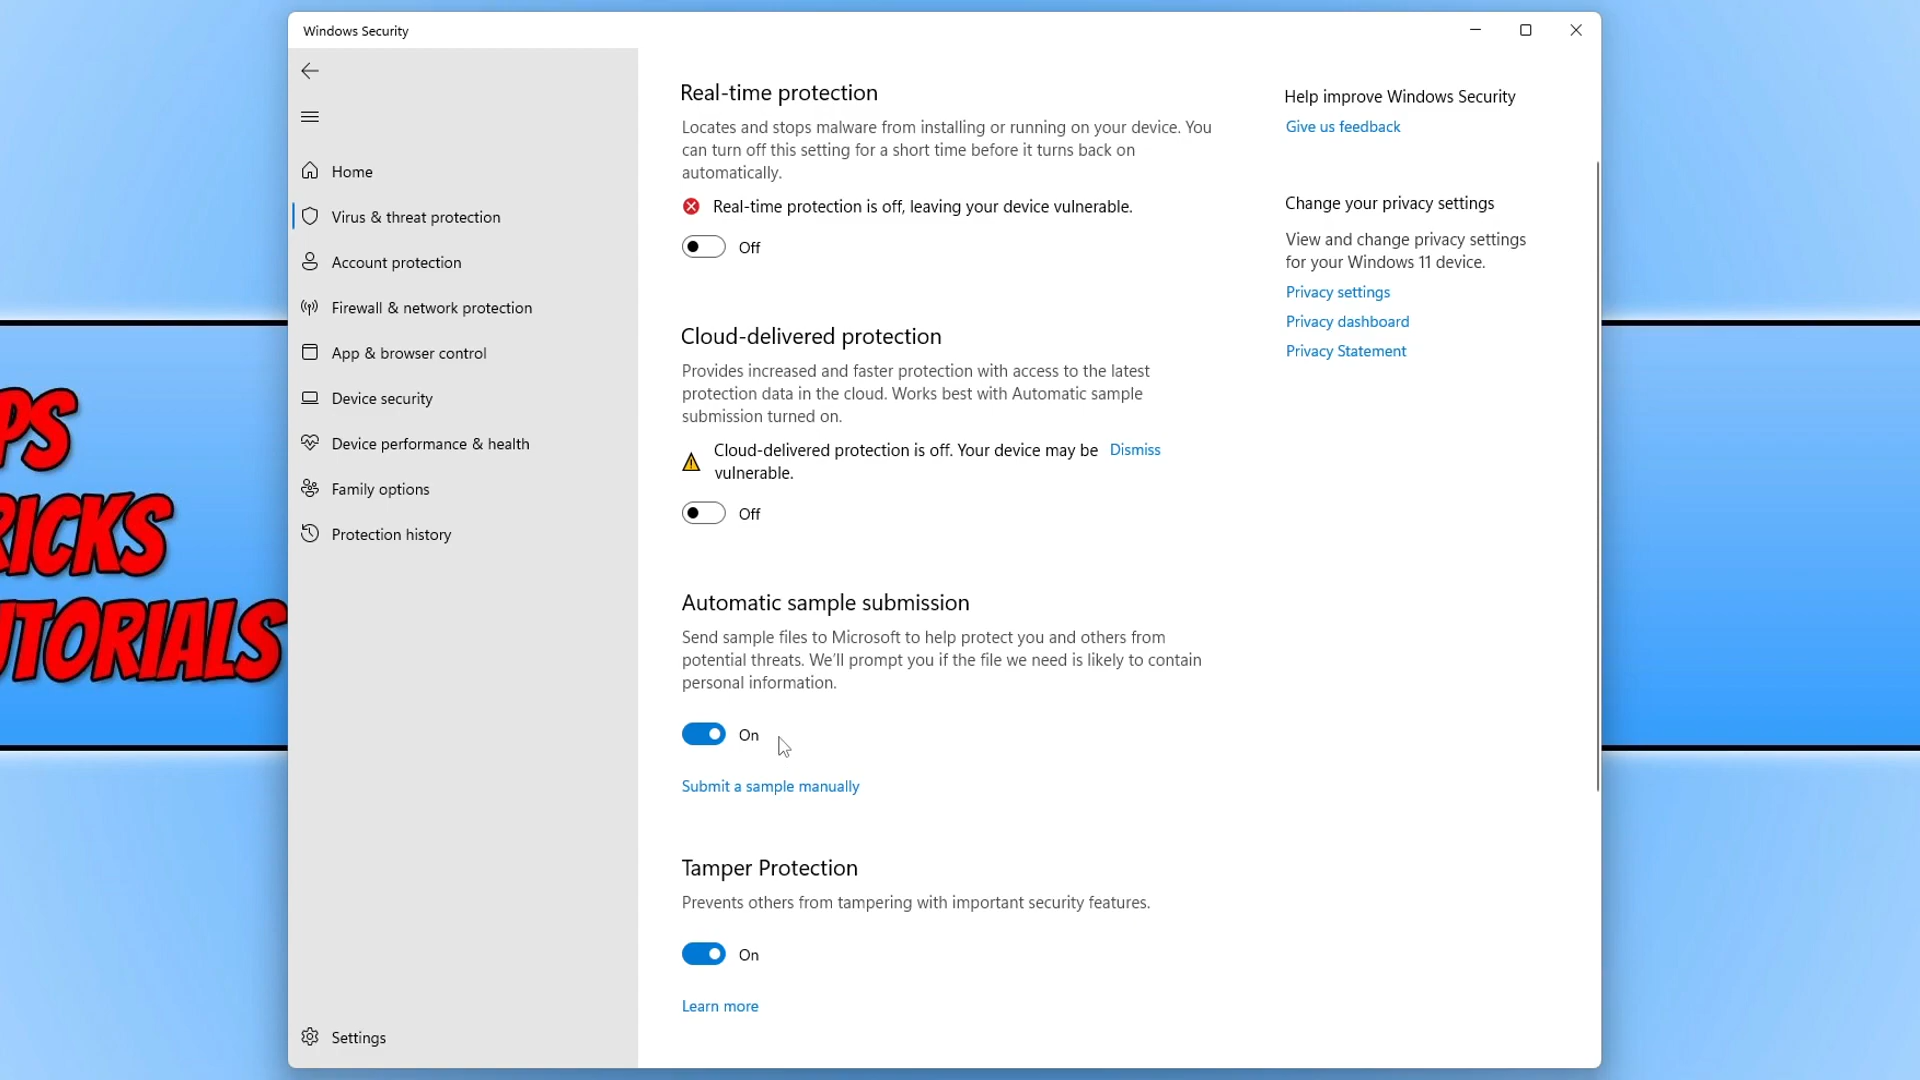 Windows Security
Home
Virus & threat protection
Account protection
Firewall & network protection
App & browser control
Device security
Device performance & health
Family options
Protection history
Settings
Real-time protection
Locates and stops malware from installing or running on your device. You
can turn off this setting for a short time before it turns back on
automatically.
Real-time protection is off, leaving your device vulnerable.
Off
Cloud-delivered protection
Provides increased and faster protection with access to the latest
protection data in the cloud. Works best with Automatic sample
submission turned on.
Cloud-delivered protection is off. Your device may be Dismiss
vulnerable.
Off
Automatic sample submission
Send sample files to Microsoft to help protect you and others from
potential threats. We'll prompt you if the file we need is likely to contain
personal information.
On
Submit a sample manually
Tamper Protection
Prevents others from tampering with important security features.
On
Learn more
Help improve Windows Security
Give us feedback
Change your privacy settings
View and change privacy settings
for your Windows 11 device.
Privacy settings
Privacy dashboard
Privacy Statement
PS
RICKS
UTORIALS